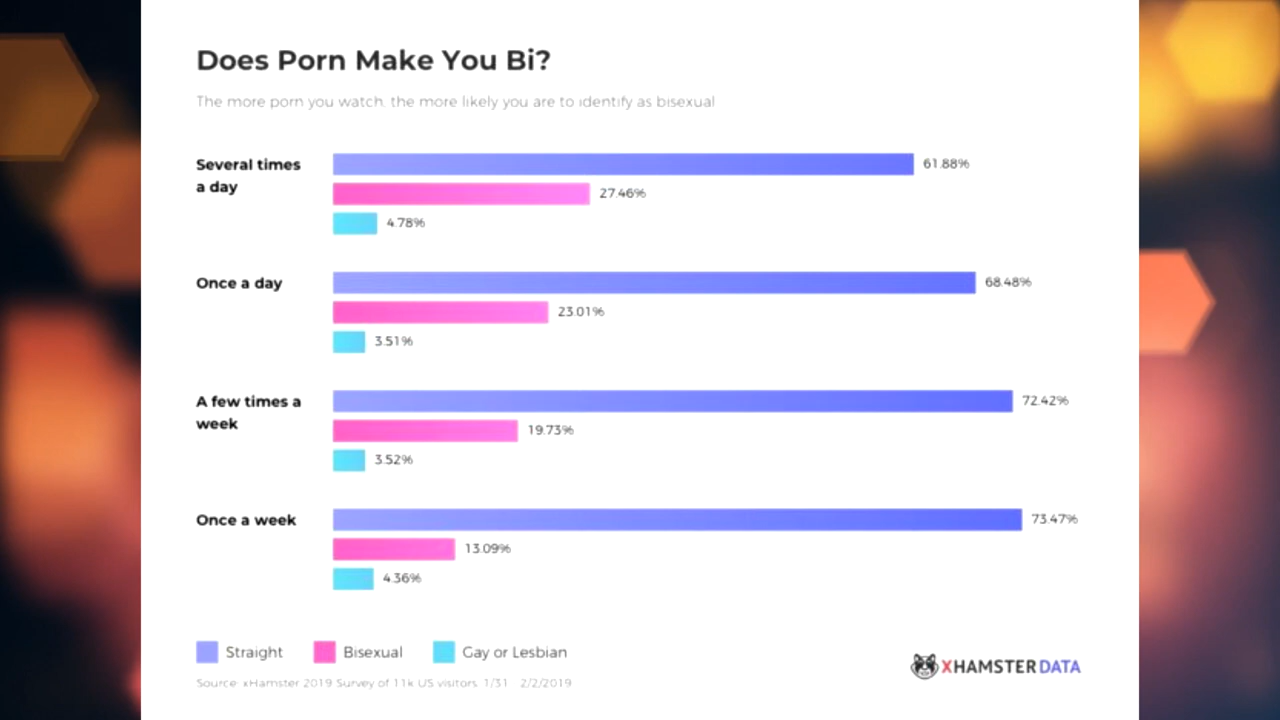 Does Porn Make You Bi?
The more porn you watch, the more likely you are to identify as bisexual
Several times
a day
61.88%
27.46%
4.78%
Once a day
68.48%
23.01%
3.51%
A few times a
week
72.42%
19.73%
3.52%
Once a week
73.47%
13.09%
4.36%
Straight
Bisexual
Gay or Lesbian
XHAMSTERDATA
Source: xHamster 2019 Survey of 11k US visitors 1/31 2/2/2019